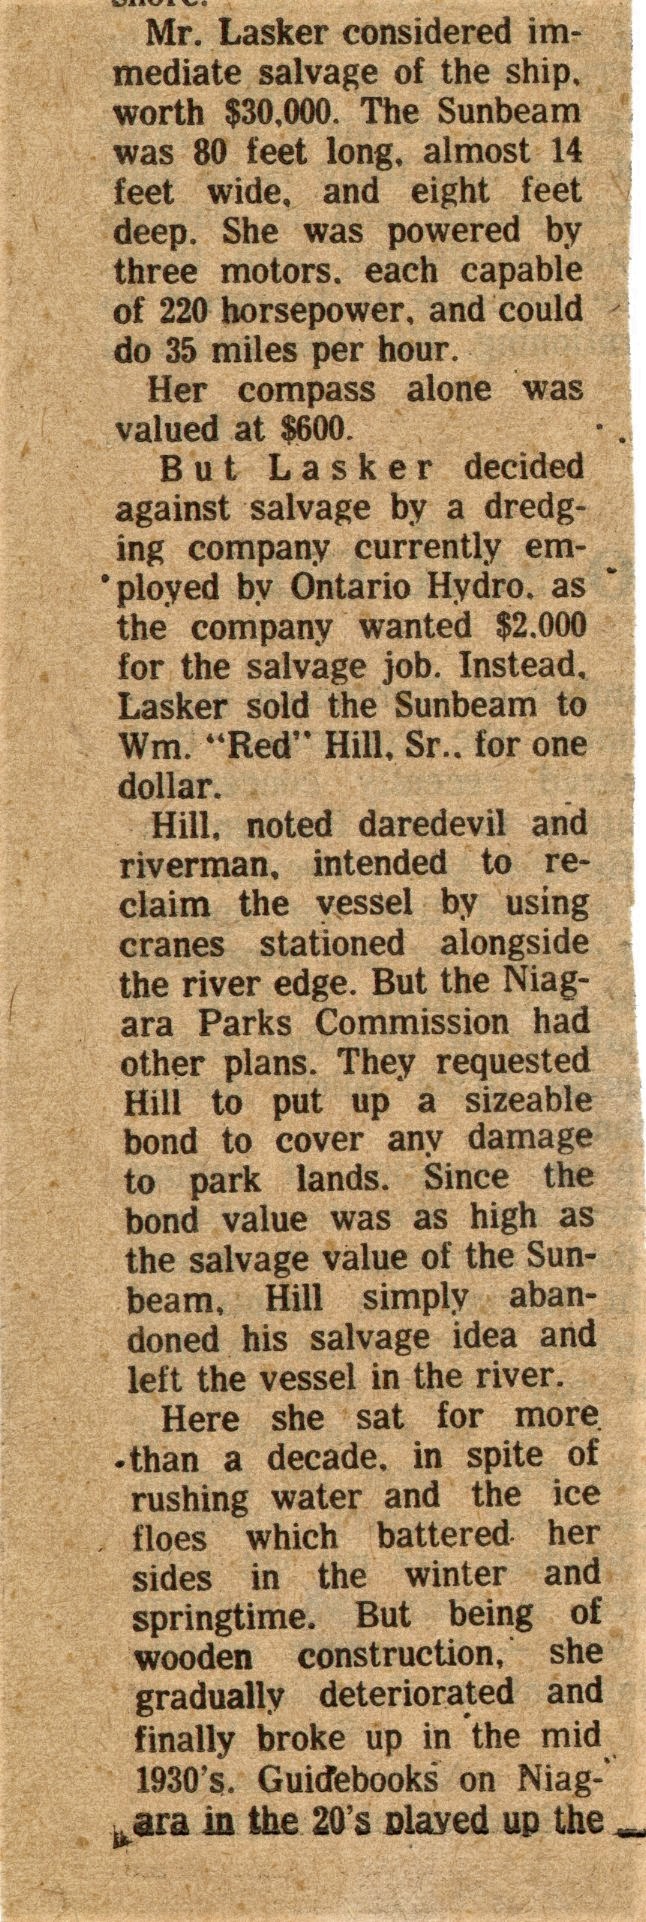 shore.
Mr. Lasker considered im-
mediate salvage of the ship,
worth $30,000. The Sunbeam
was 80 feet long, almost 14
feet wide, and eight feet
deep. She was powered by
three motors, each capable
of 220 horsepower, and could
do 35 miles per hour.
Her compass alone was
valued at $600.
But Lasker decided
against salvage by a dredg-
ing company currently em-
ployed by Ontario Hydro, as
the company wanted $2,000
for the salvage job. Instead,
Lasker sold the Sunbeam to
Wm. "Red" Hill, Sr., for one
dollar.
Hill, noted daredevil and
riverman, intended to re-
claim the vessel by using
cranes stationed alongside
the river edge. But the Niag-
ara Parks Commission had
other plans. They requested
Hill to put up a sizeable
bond to cover any damage
to park lands. Since the
bond value was as high as
the salvage value of the Sun-
beam, Hill simply aban-
doned his salvage idea and
left the vessel in the river.
Here she sat for more
than a decade, in spite of
rushing water and the ice
floes which battered her
sides in the winter and
springtime. But being of
wooden construction, she
gradually deteriorated and
finally broke up in the mid
1930's. Guidebooks on Niag-
ara in the 20's played up the